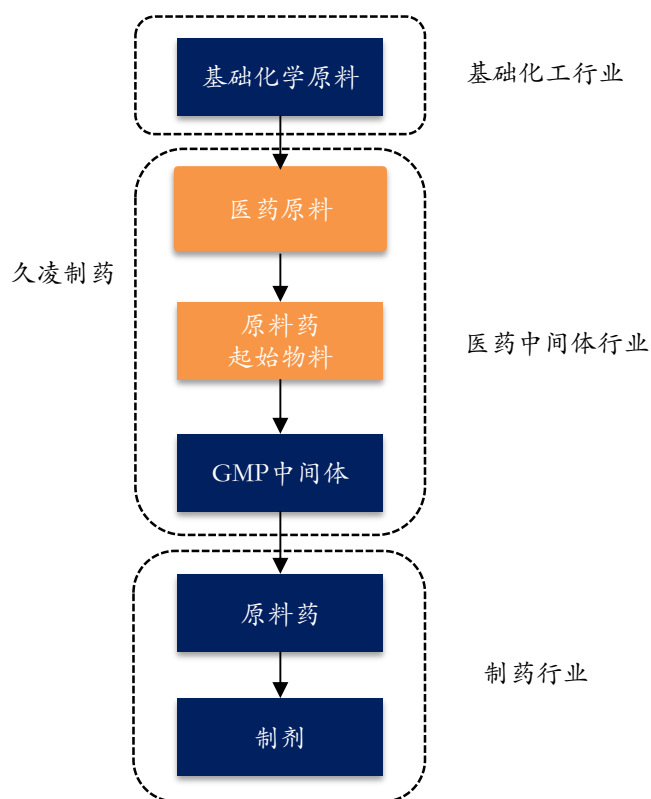 基础化学原料
基础化工行业
医药原料
久凌制药
原料药
起始物料
医药中间体行业
GMP中间体
原料药
制药行业
制剂